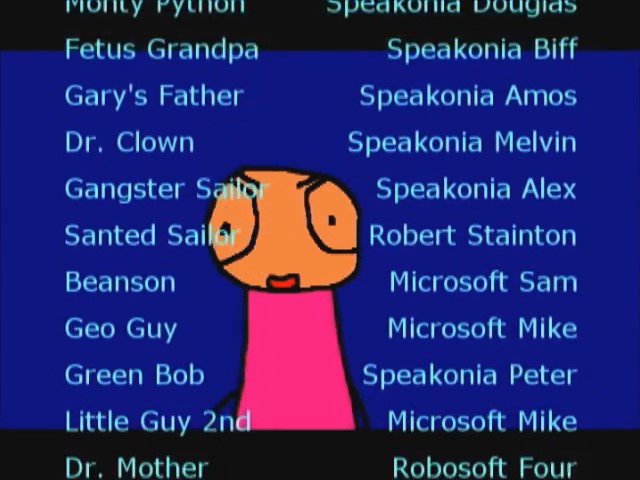 Monty Python Speakonia Douglas
Fetus Grandpa Speakonia Biff
Gary's Father Speakonia Amos
Dr. Clown Speakonia Melvin
Gangster Sailor Speakonia Alex
Santed Sailor Robert Stainton
Beanson Microsoft Sam
Geo Guy Microsoft Mike
Green Bob Speakonia Peter
Little Guy 2nd Microsoft Mike
Dr. Mother Robosoft Four